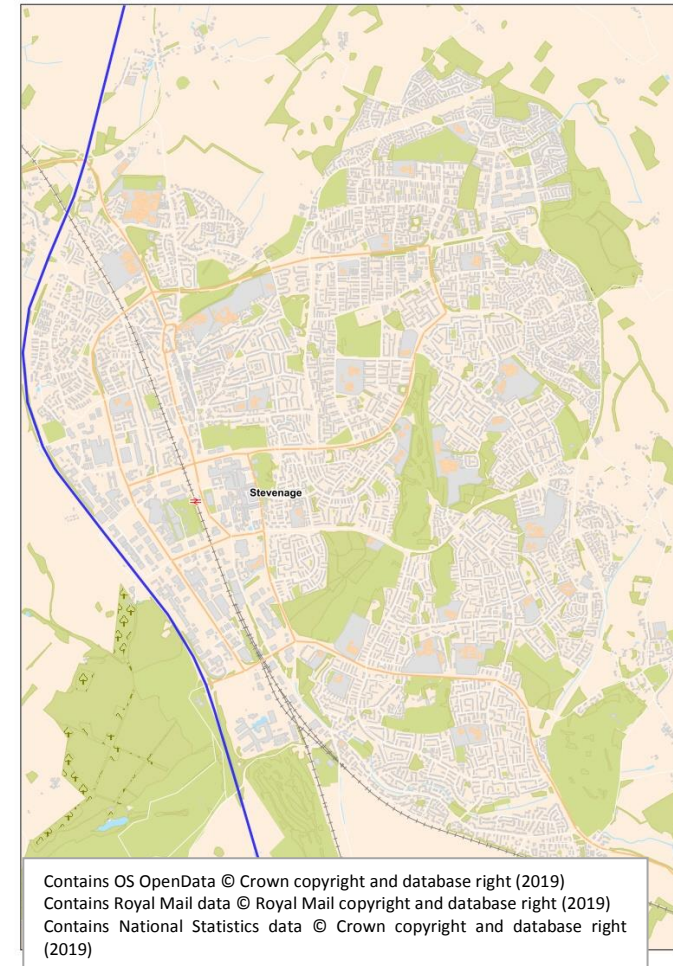 Stevenage
Contains OS OpenData © Crown copyright and database right (2019)
Contains Royal Mail data © Royal Mail copyright and database right (2019)
Contains National Statistics data © Crown copyright and database right
(2019)